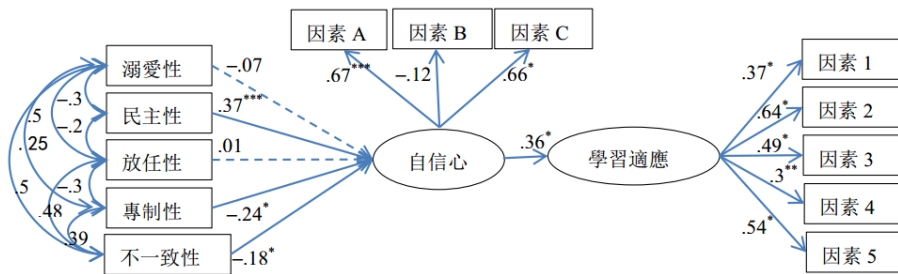 因素 A
因素 B
因素 C
.67***
−.12
.66*
溺愛性
民主性
放任性
專制性
不一致性
−.07
.37***
.01
−.24*
−.18*
−.3
.5
−.2
.25
−.3
.5
.48
.39
自信心
.36*
學習適應
.37*
.64*
.49*
.3**
.54*
因素 1
因素 2
因素 3
因素 4
因素 5